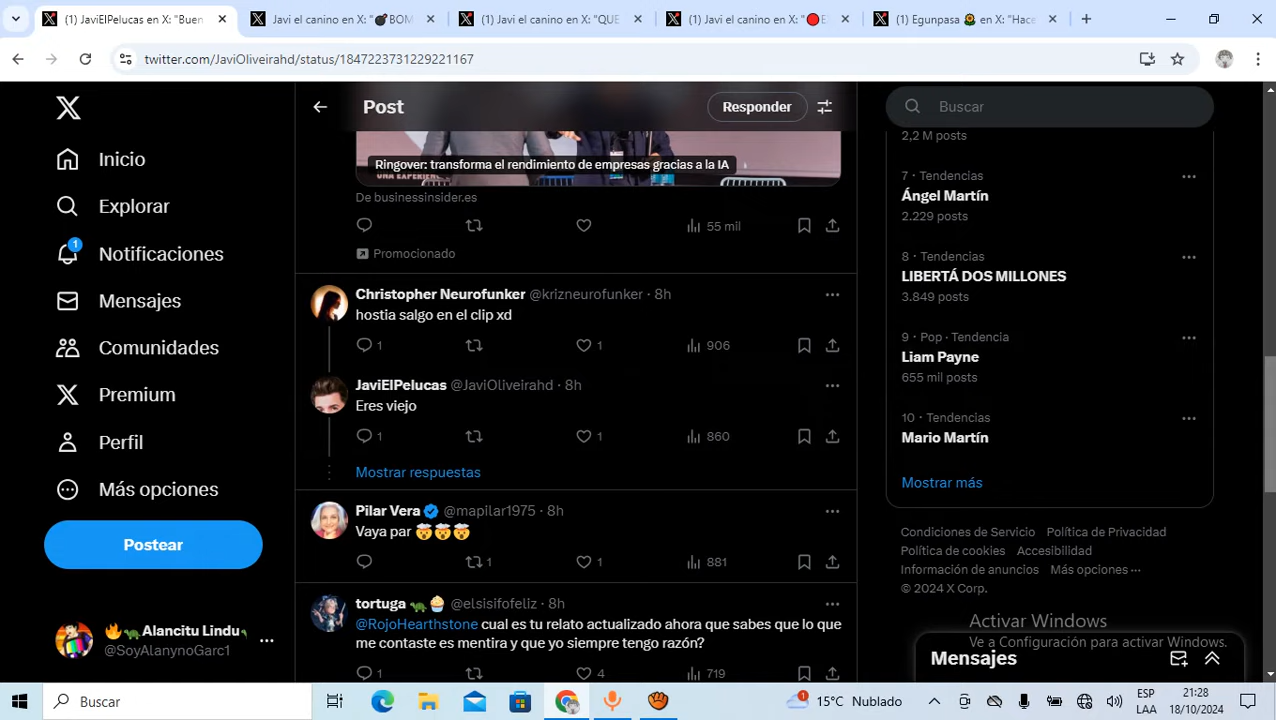 (1) JaviElPelucas en X: "Buen
Javi el canino en X: "💣BOM
(1) Javi el canino en X: "QUE
(1) Javi el canino en X: "🔴E
(1) Egunpasa 🌻 en X: "Hace
twitter.com/JaviOliveirahd/status/1847223731229221167
Inicio
Explorar
1
Notificaciones
Mensajes
Comunidades
Premium
Perfil
Más opciones
Postear
🔥🐢Alancitu Lindu
@SoyAlanynoGarc1
Post
Responder
Ringover: transforma el rendimiento de empresas gracias a la IA
De businessinsider.es
55 mil
Promocionado
Christopher Neurofunker @krizneurofunker · 8h
hostia salgo en el clip xd
1 1 906
JaviElPelucas @JaviOliveirahd · 8h
Eres viejo
1 1 860
Mostrar respuestas
Pilar Vera @mapilar1975 · 8h
Vaya par 🤯🤯🤯
1 1 881
tortuga 🐢🧁 @elsisifofeliz · 8h
@RojoHearthstone cual es tu relato actualizado ahora que sabes que lo que
me contaste es mentira y que yo siempre tengo razón?
1 4 719
Buscar
2,2 M posts
7 · Tendencias
Ángel Martín
2.229 posts
8 · Tendencias
LIBERTÁ DOS MILLONES
3.849 posts
9 · Pop · Tendencia
Liam Payne
655 mil posts
10 · Tendencias
Mario Martín
Mostrar más
Condiciones de Servicio Política de Privacidad
Política de cookies Accesibilidad
Información de anuncios Más opciones ···
© 2024 X Corp.
Activar Windows
Ve a Configuración para activar Windows.
Mensajes
Buscar
1
15°C Nublado
ESP
LAA
21:28
18/10/2024